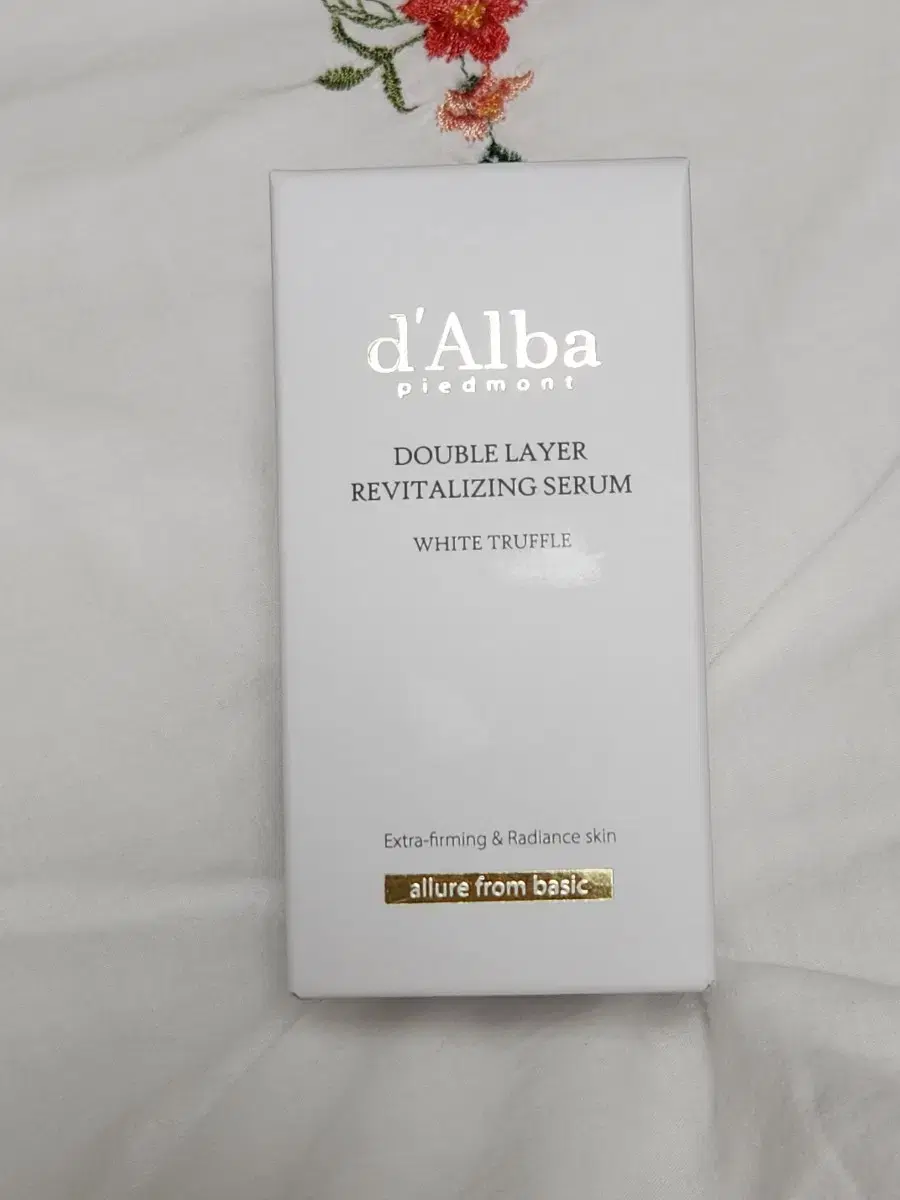 d'Alba
piedmont
DOUBLE LAYER
REVITALIZING SERUM
WHITE TRUFFLE
Extra-firming & Radiance skin
allure from basic